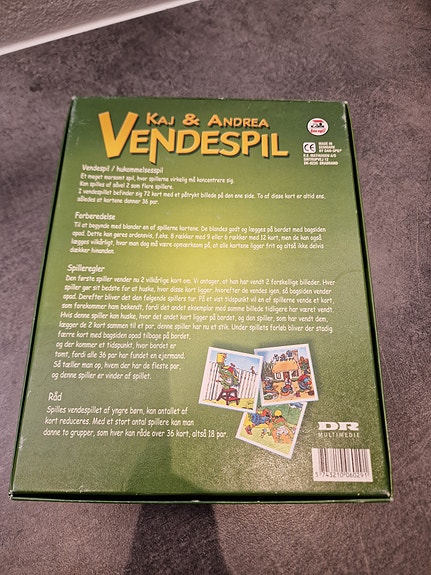 KAJ & ANDREA
VENDESPIL
MADE IN
DENMARK
BY DAN-SPIL
DK-9220
Vendespil / hukommelsesspil
Et meget morsomt spil, hvor spillerne virkelig må koncentrere sig.
Kan spilles af såvel 2 som flere spillere.
I vendespillet befinder sig 72 kort med et påtrykt billede på den ene side. To af disse kort er altid ens,
således at kortene danner 36 par.
Forberedelse
Til at begynde med blander en af spillerne kortene. De blandes godt og lægges på bordet med bagsiden
opad. Dette kan gøres ordensvis, f.eks. 8 rækker med 9 eller 6 rækker med 12 kort, men de kan også
lægges vilkårligt, hvor man dog må være opmærksom på, at alle kortene ligger frit og altså ikke delvis
dækker hinanden.
Spilleregler
Den første spiller vender nu 2 vilkårlige kort om. Vi antager, at han har vendt 2 forskellige billeder. Hver
spiller gør sit bedste for at huske, hvor disse kort ligger, hvorefter de vendes igen, så bagsiden vender
opad. Derefter bliver det den følgende spillers tur. På et vist tidspunkt vil en af spillerne vende et kort,
som forekommer ham bekendt, fordi det andet eksemplar med samme billede tidligere har været vendt.
Hvis denne spiller kan huske, hvor det andet kort ligger på bordet, og den spiller, som har vendt dem,
lægger de 2 kort sammen til et par, denne spiller har nu et stik. Under spillets forløb bliver der stadig
færre kort med bagsiden opad tilbage på bordet,
og der kommer et tidspunkt, hvor bordet er
tomt, fordi alle 36 par har fundet en ejermand.
Så tæller man op, hvem der har de fleste par,
og denne spiller er vinder af spillet.
Råd
Spilles vendespillet af yngre børn, kan antallet af
kort reduceres. Med et stort antal spillere kan man
danne to grupper, som hver kan råde over 36 kort, altså 18 par.
DR
MULTIMEDIE
5 743210 060291